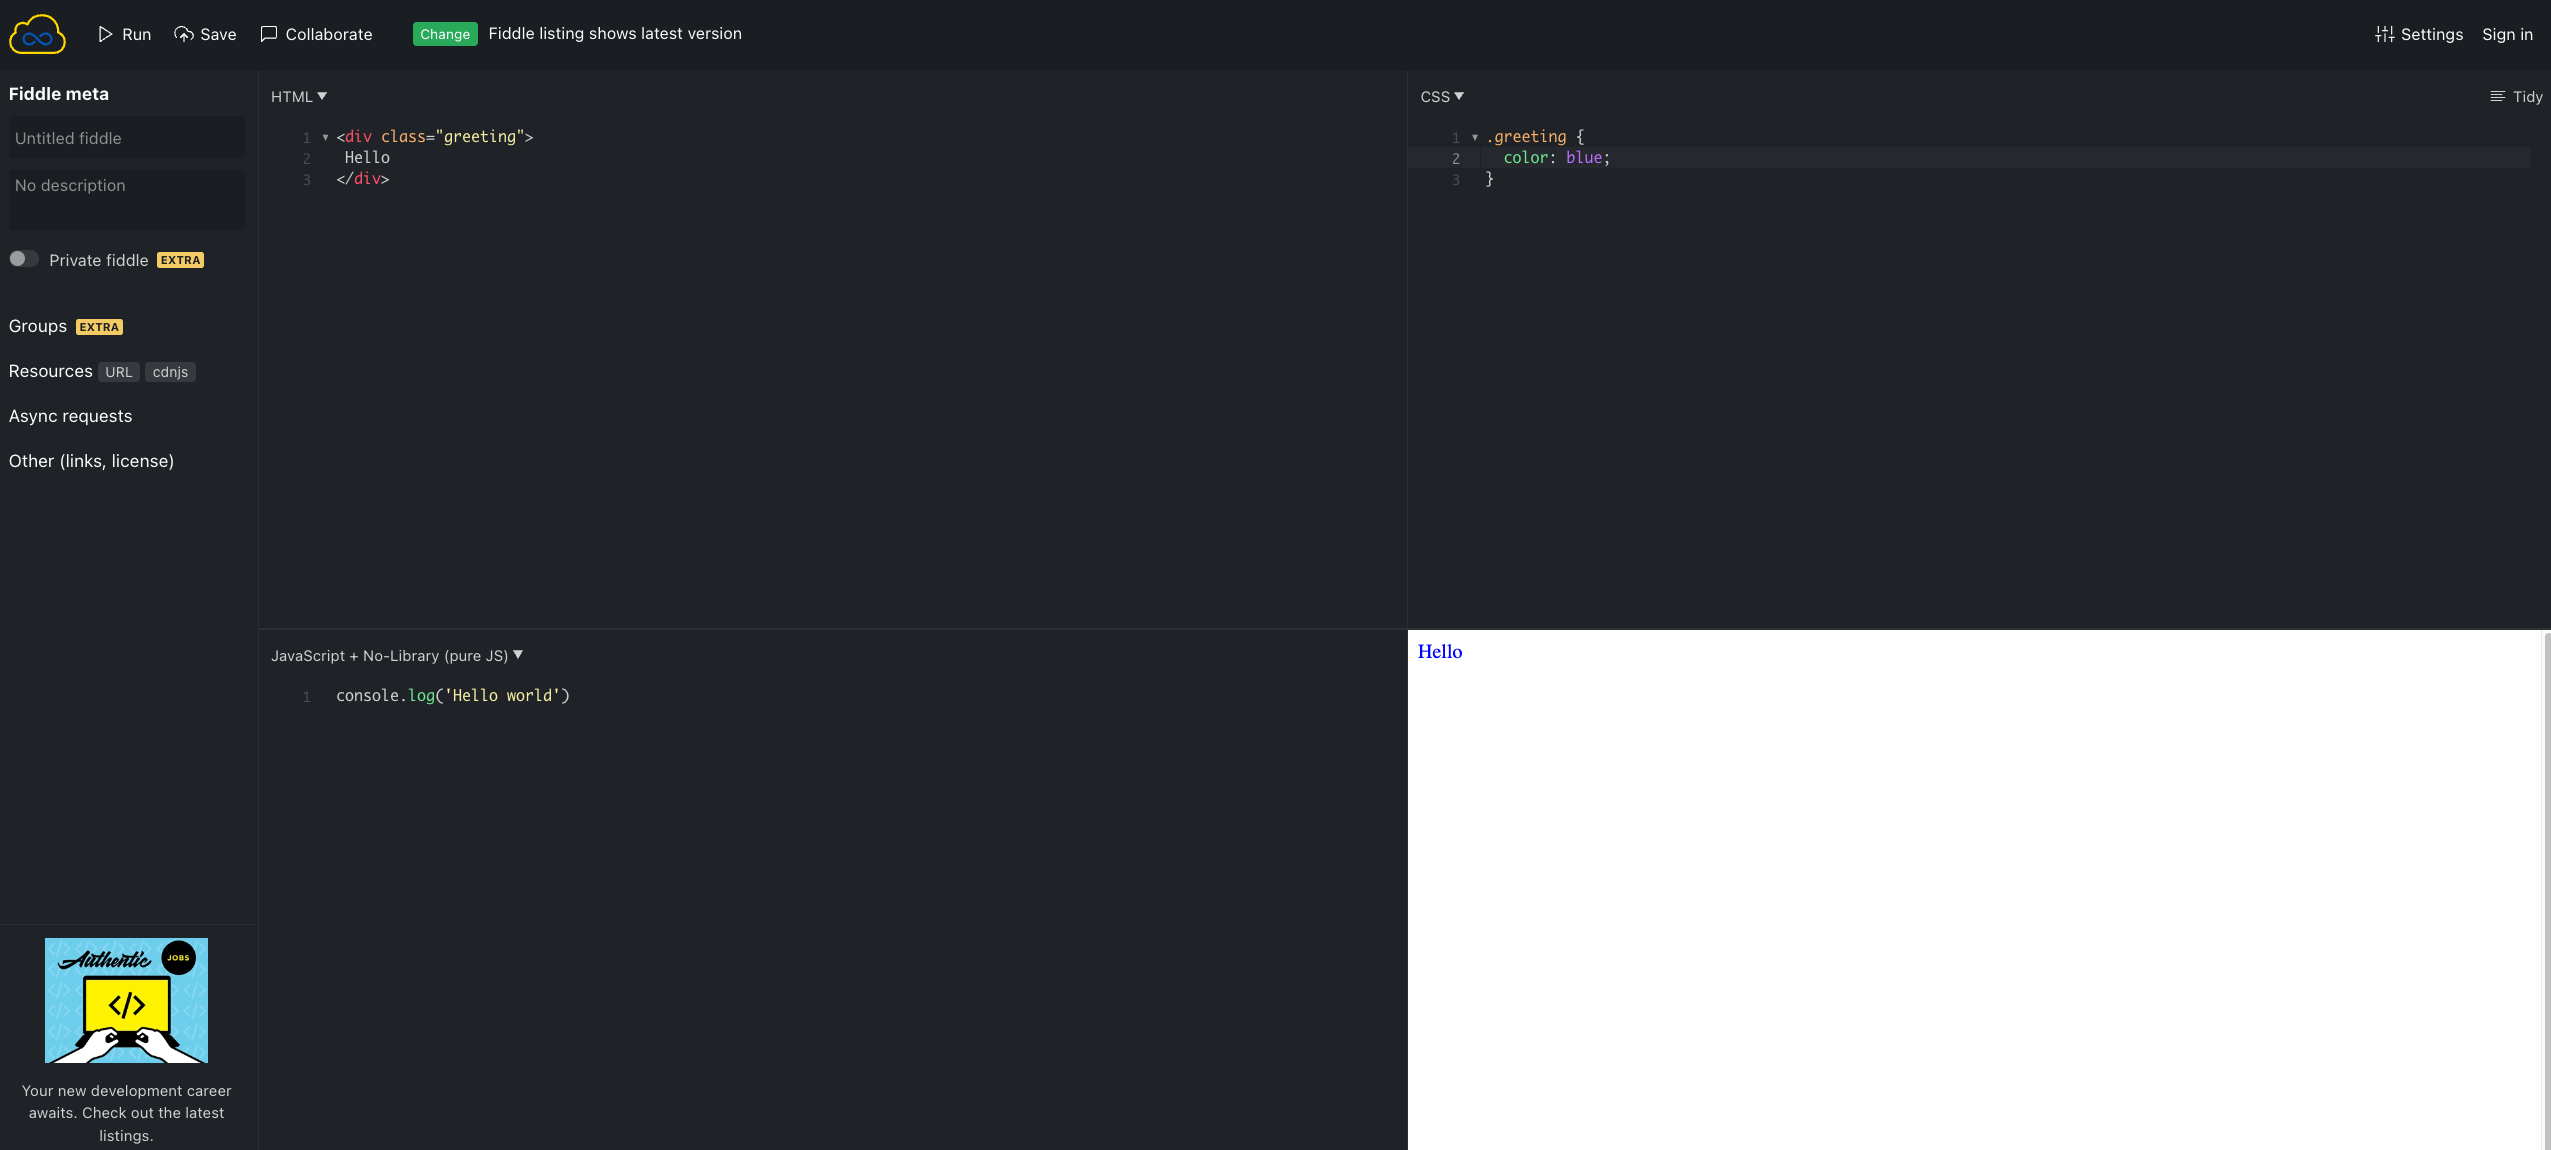 Run Save Collaborate Change Fiddle listing shows latest version Settings Sign in
Fiddle meta
Untitled fiddle
No description
Private fiddle EXTRA
Groups EXTRA
Resources URL cdnjs
Async requests
Other (links, license)
Authentic JOBS
</>
Your new development career
awaits. Check out the latest
listings.
HTML
1 <div class="greeting">
2 Hello
3 </div>
CSS Tidy
1 .greeting {
2 color: blue;
3 }
JavaScript + No-Library (pure JS)
1 console.log('Hello world')
Hello